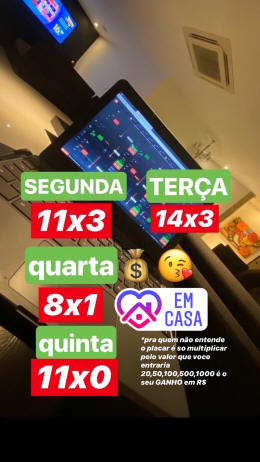 SEGUNDA
TERÇA
11x3
14x3
quarta
8x1
EM
CASA
quinta
11x0
*pra quem não entende
o placar é so multiplicar
pelo valor que voce
entraria
20,50,100,500,1000 é o
seu GANHO em R$